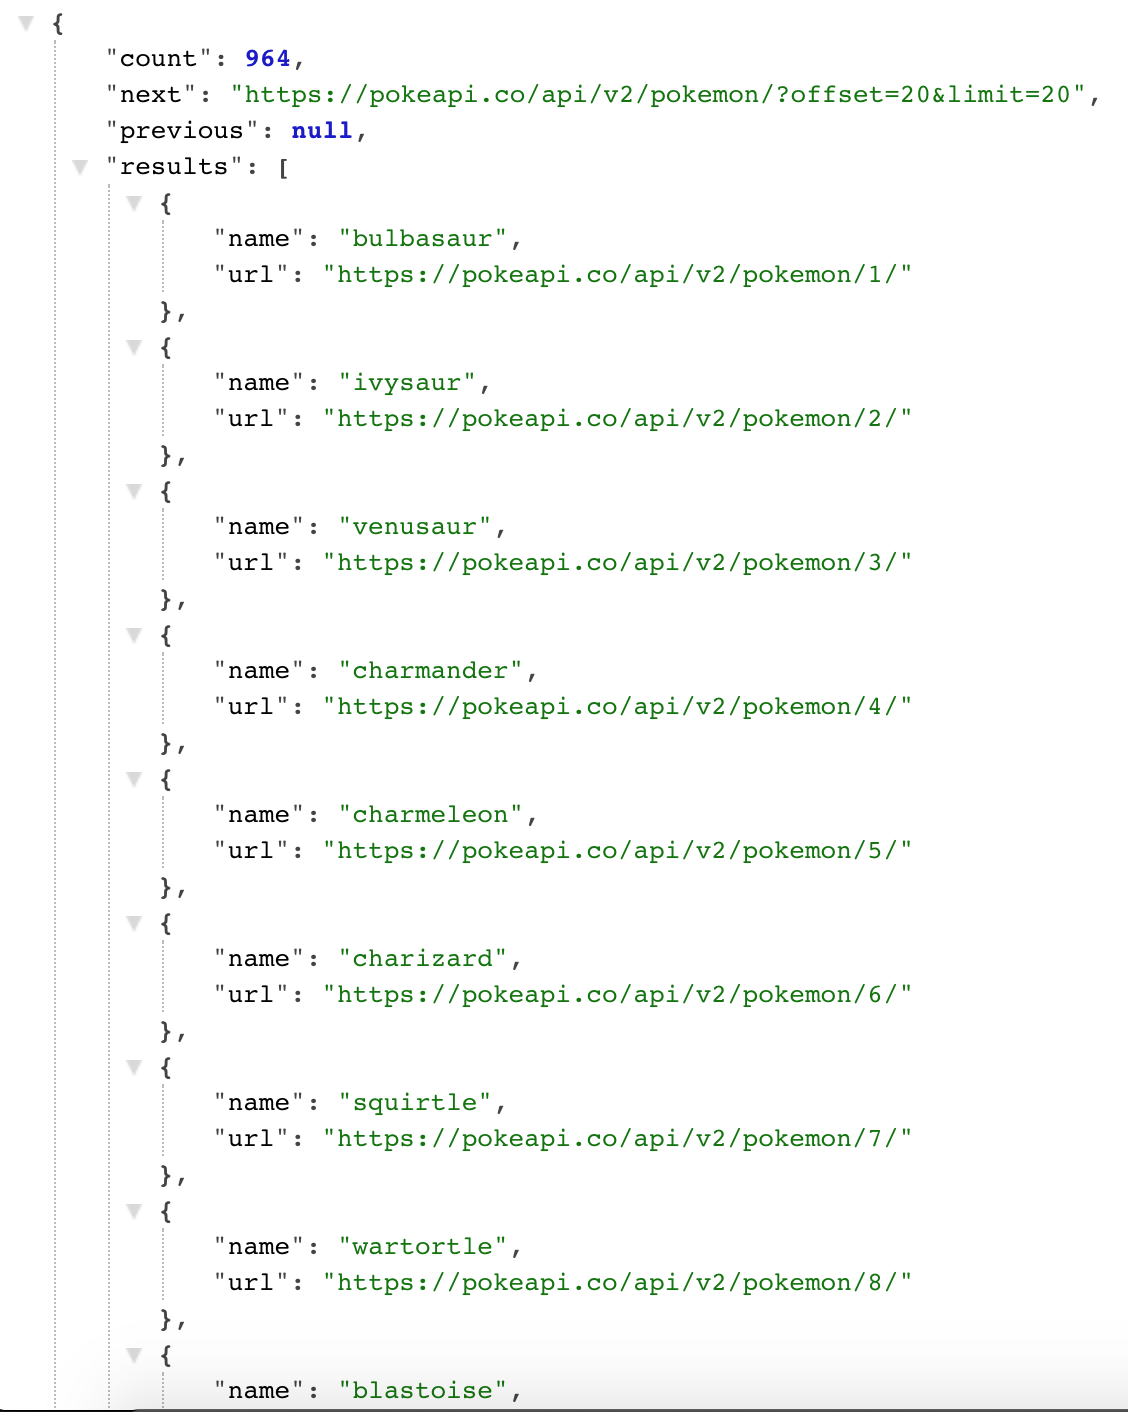 {
"count": 964,
"next": "https://pokeapi.co/api/v2/pokemon/?offset=20&limit=20",
"previous": null,
"results": [
{
"name": "bulbasaur",
"url": "https://pokeapi.co/api/v2/pokemon/1/"
},
{
"name": "ivysaur",
"url": "https://pokeapi.co/api/v2/pokemon/2/"
},
{
"name": "venusaur",
"url": "https://pokeapi.co/api/v2/pokemon/3/"
},
{
"name": "charmander",
"url": "https://pokeapi.co/api/v2/pokemon/4/"
},
{
"name": "charmeleon",
"url": "https://pokeapi.co/api/v2/pokemon/5/"
},
{
"name": "charizard",
"url": "https://pokeapi.co/api/v2/pokemon/6/"
},
{
"name": "squirtle",
"url": "https://pokeapi.co/api/v2/pokemon/7/"
},
{
"name": "wartortle",
"url": "https://pokeapi.co/api/v2/pokemon/8/"
},
{
"name": "blastoise",